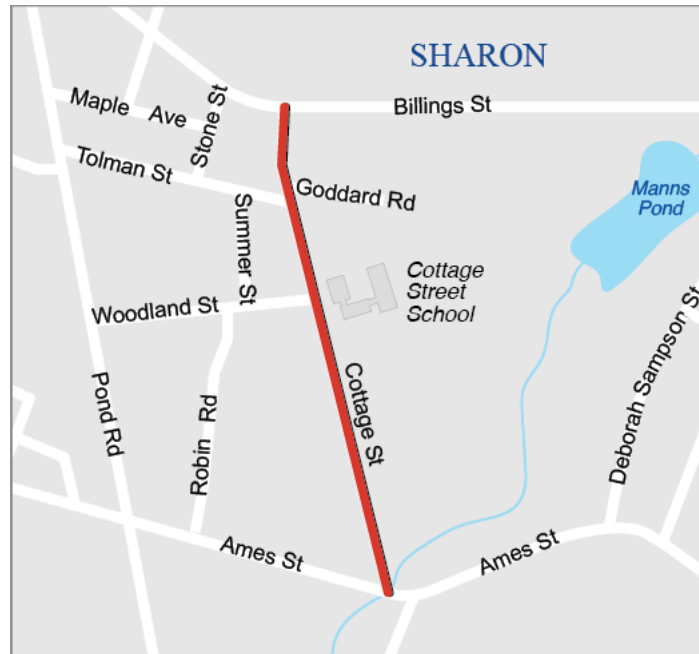 SHARON
Billings St
Maple Ave
Stone St
Tolman St
Goddard Rd
Manns
Pond
Summer St
Cottage
Street
School
Woodland St
Deborah Sampson St
Cottage St
Pond Rd
Robin Rd
Ames St
Ames St